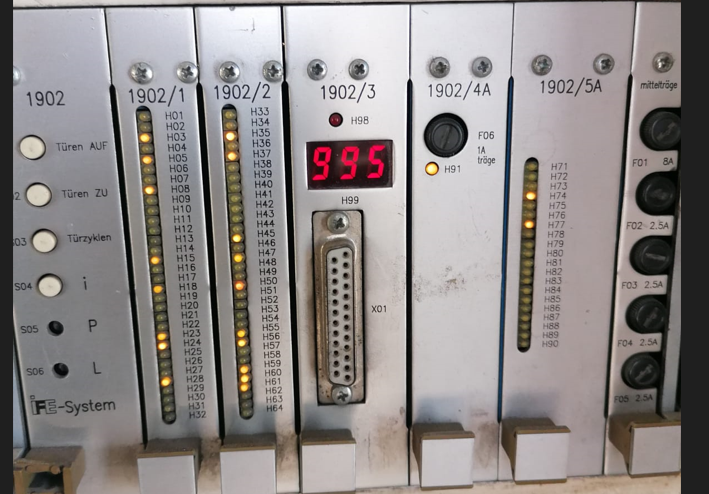 1902
Türen AUF
Türen ZU
Türzyklen
S04 i
S05 P
S06 L
iFE-System
1902/1
H01
H02
H03
H04
H05
H06
H07
H08
H09
H10
H11
H12
H13
H14
H15
H16
H17
H18
H19
H20
H21
H22
H23
H24
H25
H26
H27
H28
H29
H30
H31
H32
1902/2
H33
H34
H35
H36
H37
H38
H39
H40
H41
H42
H43
H44
H45
H46
H47
H48
H49
H50
H51
H52
H53
H54
H55
H56
H57
H58
H59
H60
H61
H62
H63
H64
1902/3
H98
995
H99
X01
1902/4A
F06
1A
träge
H91
1902/5A
H71
H72
H73
H74
H75
H76
H77
H78
H79
H80
H81
H82
H83
H84
H85
H86
H87
H88
H89
H90
mittelträge
F01 8A
F02 2.5A
F03 2.5A
F04 2.5A
F05 2.5A